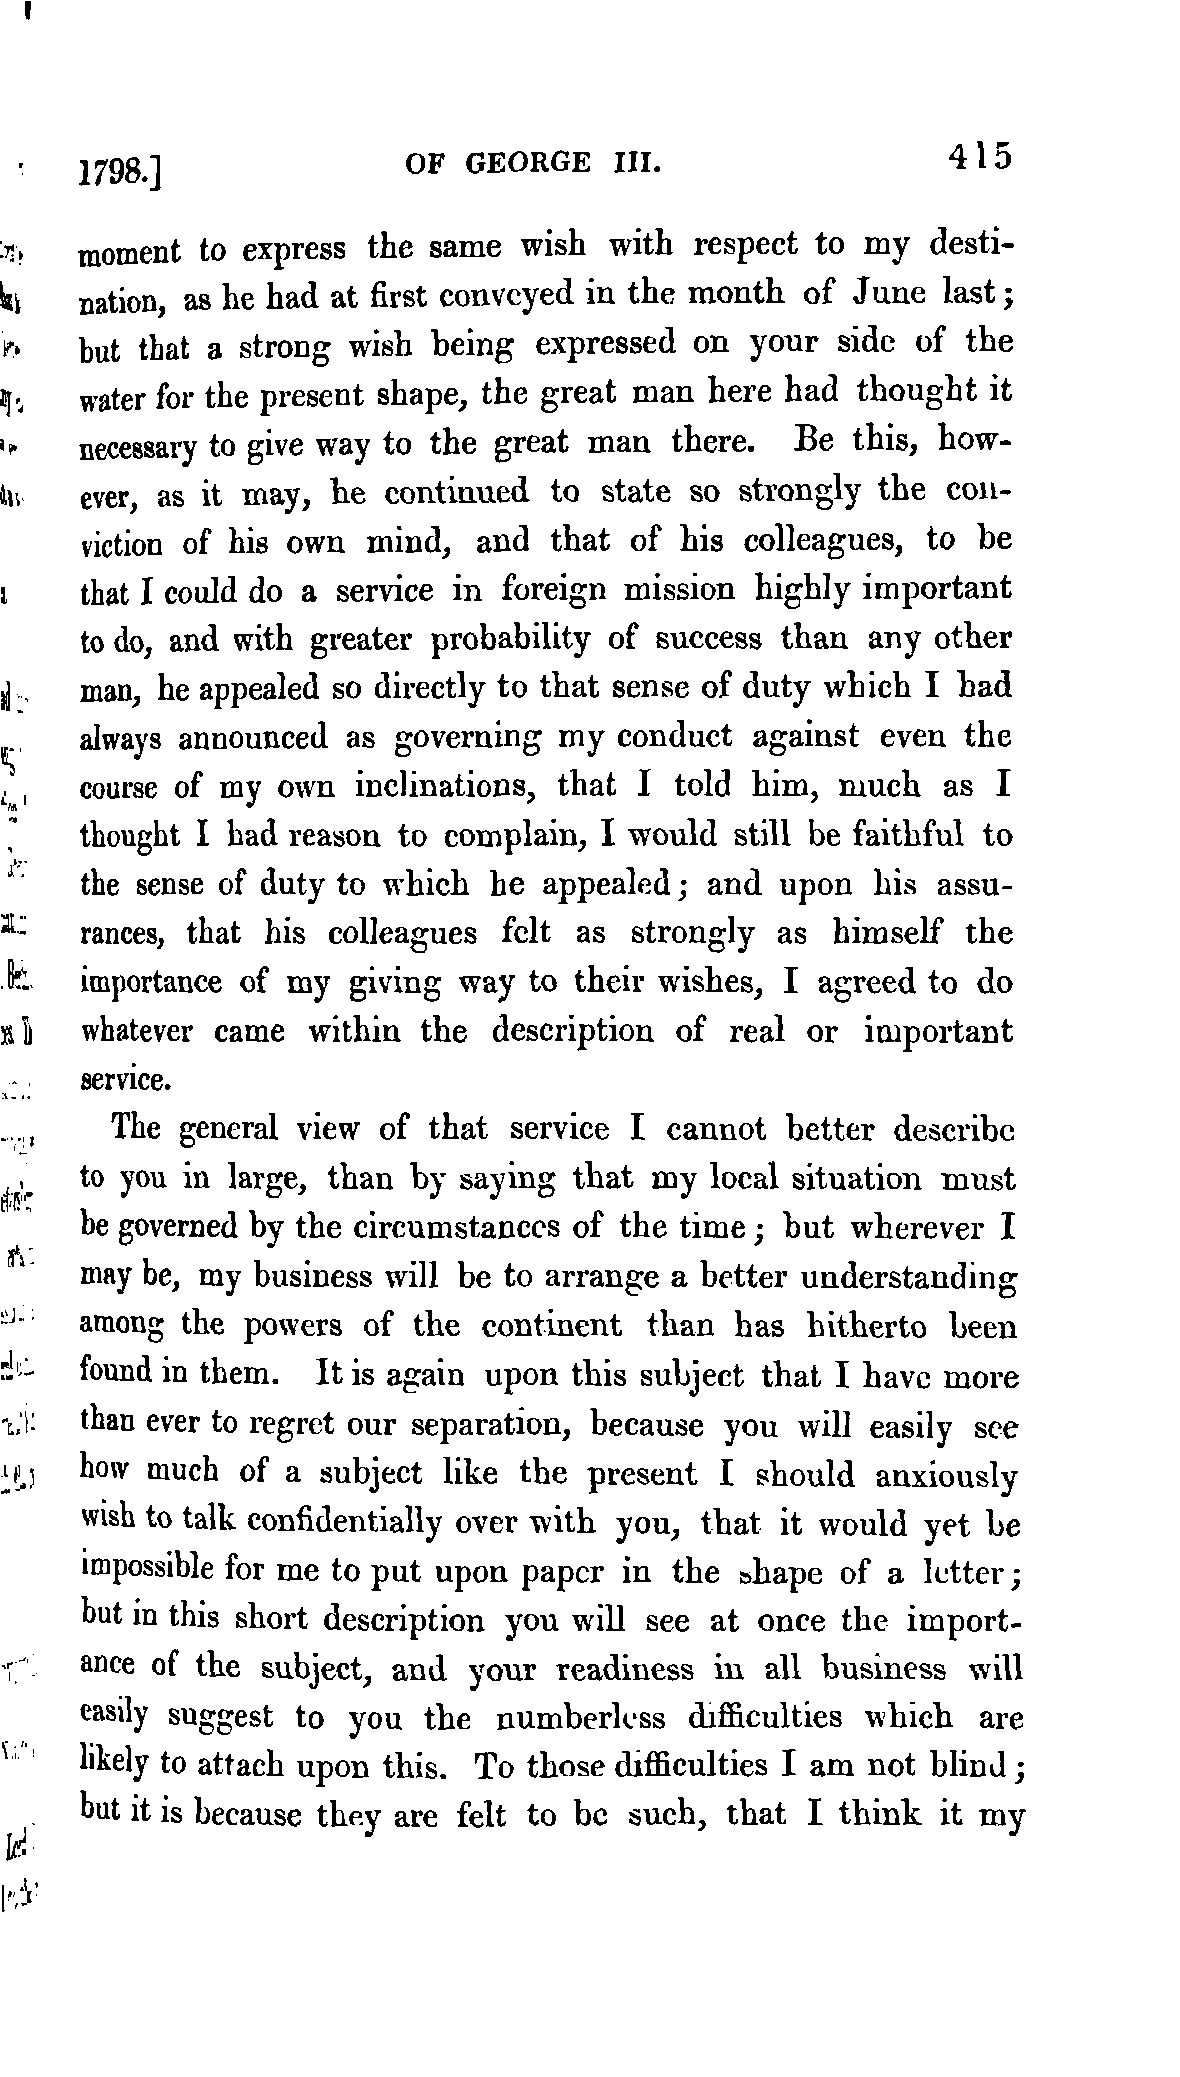 1798.] OF GEORGE III. 415
moment to express the same wish with respect to my desti-
nation, as he had at first conveyed in the month of June last;
but that a strong wish being expressed on your side of the
water for the present shape, the great man here had thought it
necessary to give way to the great man there. Be this, how-
ever, as it may, he continued to state so strongly the con-
viction of his own mind, and that of his colleagues, to be
that I could do a service in foreign mission highly important
to do, and with greater probability of success than any other
man, he appealed so directly to that sense of duty which I had
always announced as governing my conduct against even the
course of my own inclinations, that I told him, much as I
thought I had reason to complain, I would still be faithful to
the sense of duty to which he appealed; and upon his assu-
rances, that his colleagues felt as strongly as himself the
importance of my giving way to their wishes, I agreed to do
whatever came within the description of real or important
service.
The general view of that service I cannot better describe
to you in large, than by saying that my local situation must
be governed by the circumstances of the time; but wherever I
may be, my business will be to arrange a better understanding
among the powers of the continent than has hitherto been
found in them. It is again upon this subject that I have more
than ever to regret our separation, because you will easily see
how much of a subject like the present I should anxiously
wish to talk confidentially over with you, that it would yet be
impossible for me to put upon paper in the shape of a letter;
but in this short description you will see at once the import-
ance of the subject, and your readiness in all business will
easily suggest to you the numberless difficulties which are
likely to attach upon this. To those difficulties I am not blind;
but it is because they are felt to be such, that I think it my